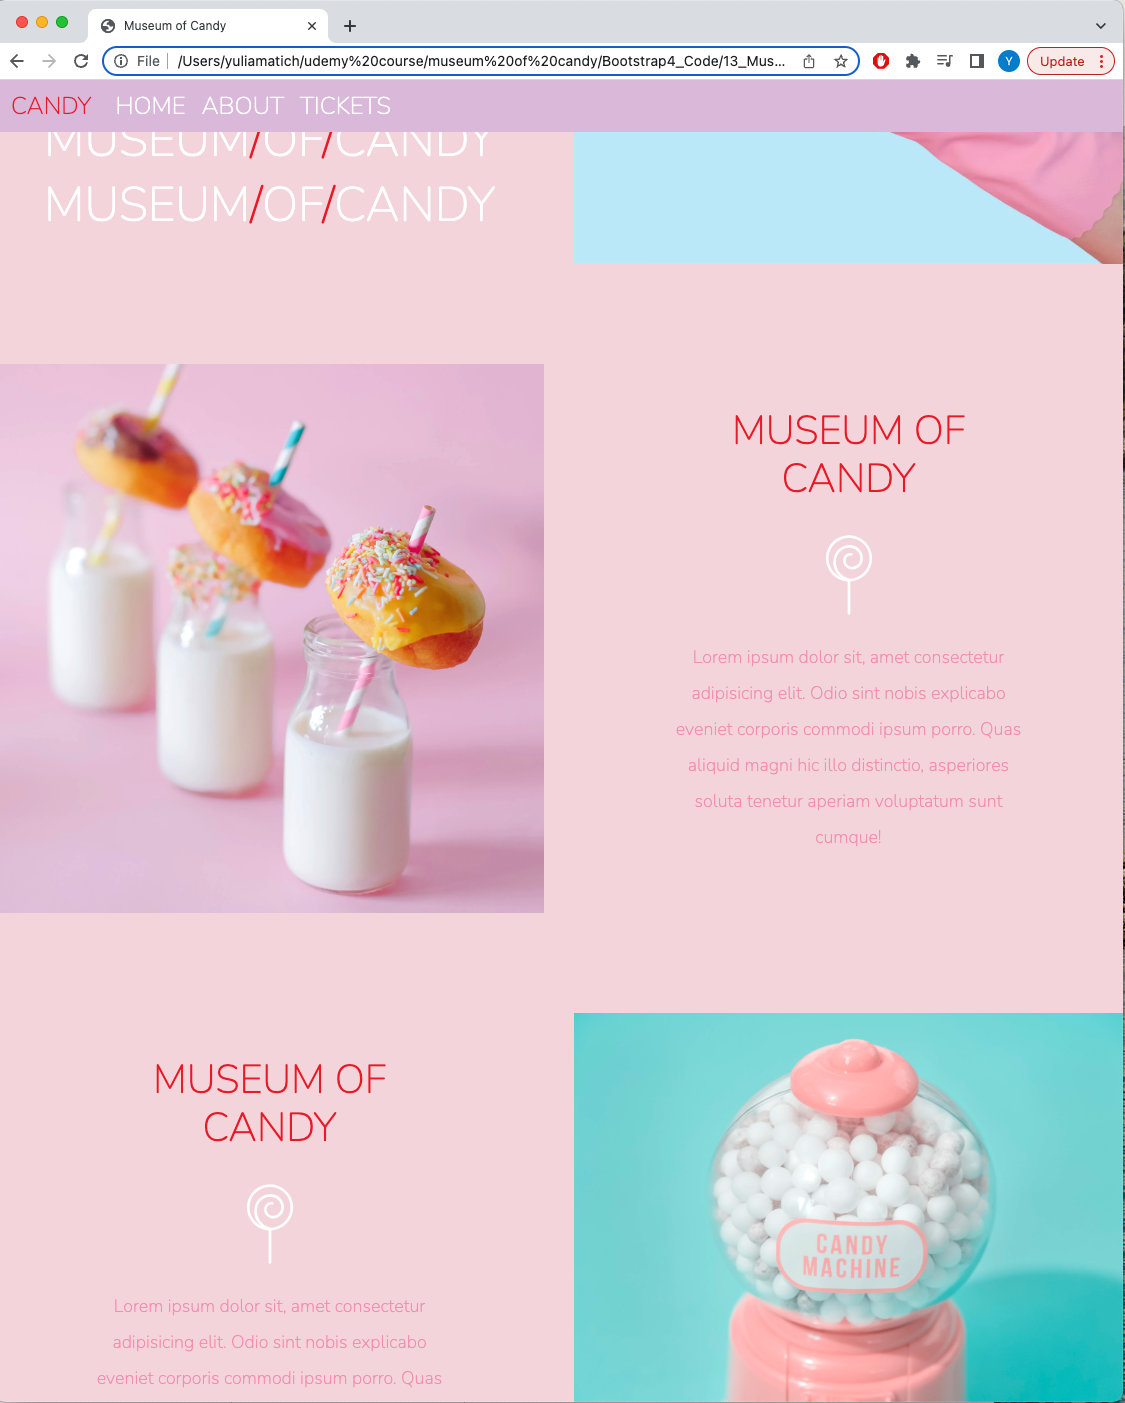 Museum of Candy
File
/Users/yuliamatich/udemy%20course/museum%20of%20candy/Bootstrap4_Code/13_Mus...
Y
Update
CANDY HOME ABOUT TICKETS
MUSEUM/OF/CANDY
MUSEUM/OF/CANDY
MUSEUM OF
CANDY
Lorem ipsum dolor sit, amet consectetur
adipisicing elit. Odio sint nobis explicabo
eveniet corporis commodi ipsum porro. Quas
aliquid magni hic illo distinctio, asperiores
soluta tenetur aperiam voluptatum sunt
cumque!
MUSEUM OF
CANDY
Lorem ipsum dolor sit, amet consectetur
adipisicing elit. Odio sint nobis explicabo
eveniet corporis commodi ipsum porro. Quas
CANDY
MACHINE